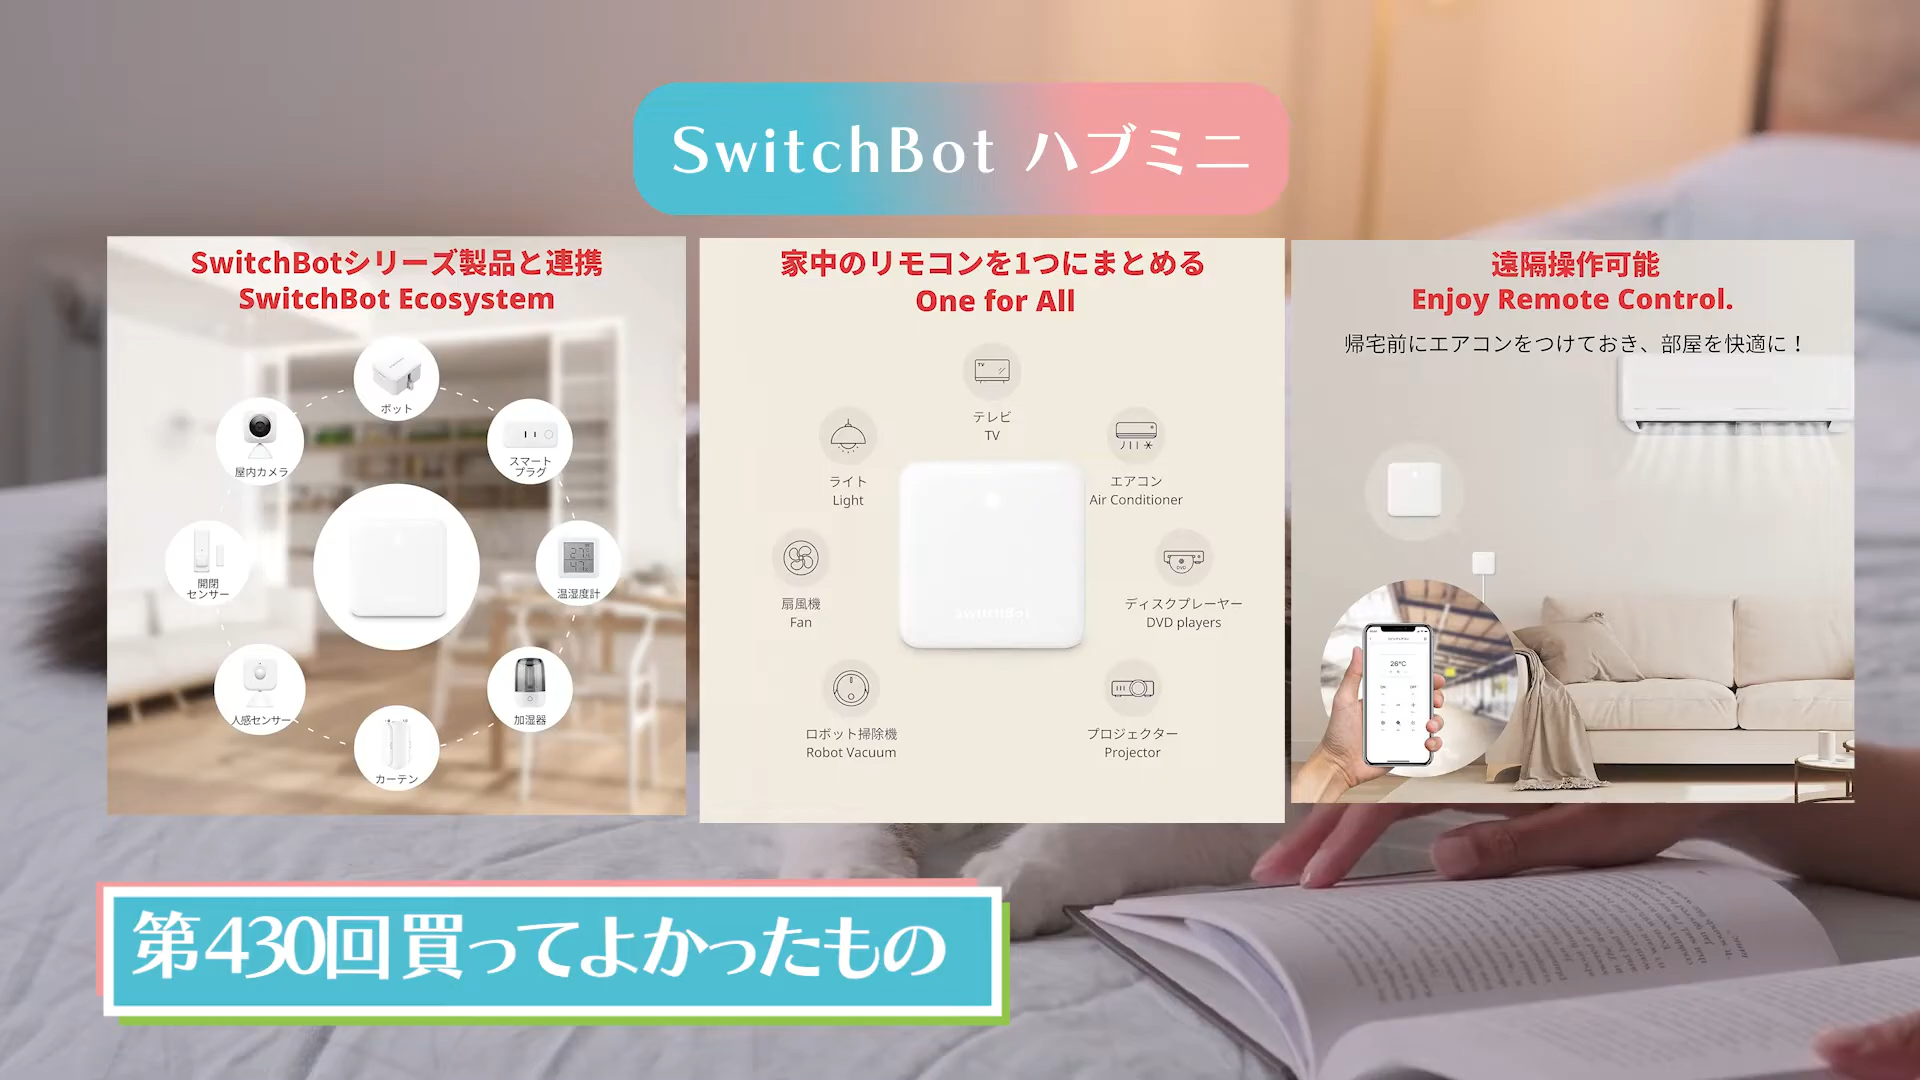 SwitchBot ハブミニ
SwitchBotシリーズ製品と連携
SwitchBot Ecosystem
ボット
スマート
プラグ
温湿度計
加湿器
カーテン
人感センサー
開閉
センサー
屋内カメラ
家中のリモコンを1つにまとめる
One for All
テレビ
TV
エアコン
Air Conditioner
ディスクプレーヤー
DVD players
プロジェクター
Projector
ロボット掃除機
Robot Vacuum
扇風機
Fan
ライト
Light
SwitchBot
遠隔操作可能
Enjoy Remote Control.
帰宅前にエアコンをつけておき、部屋を快適に！
26°C
第430回 買ってよかったもの